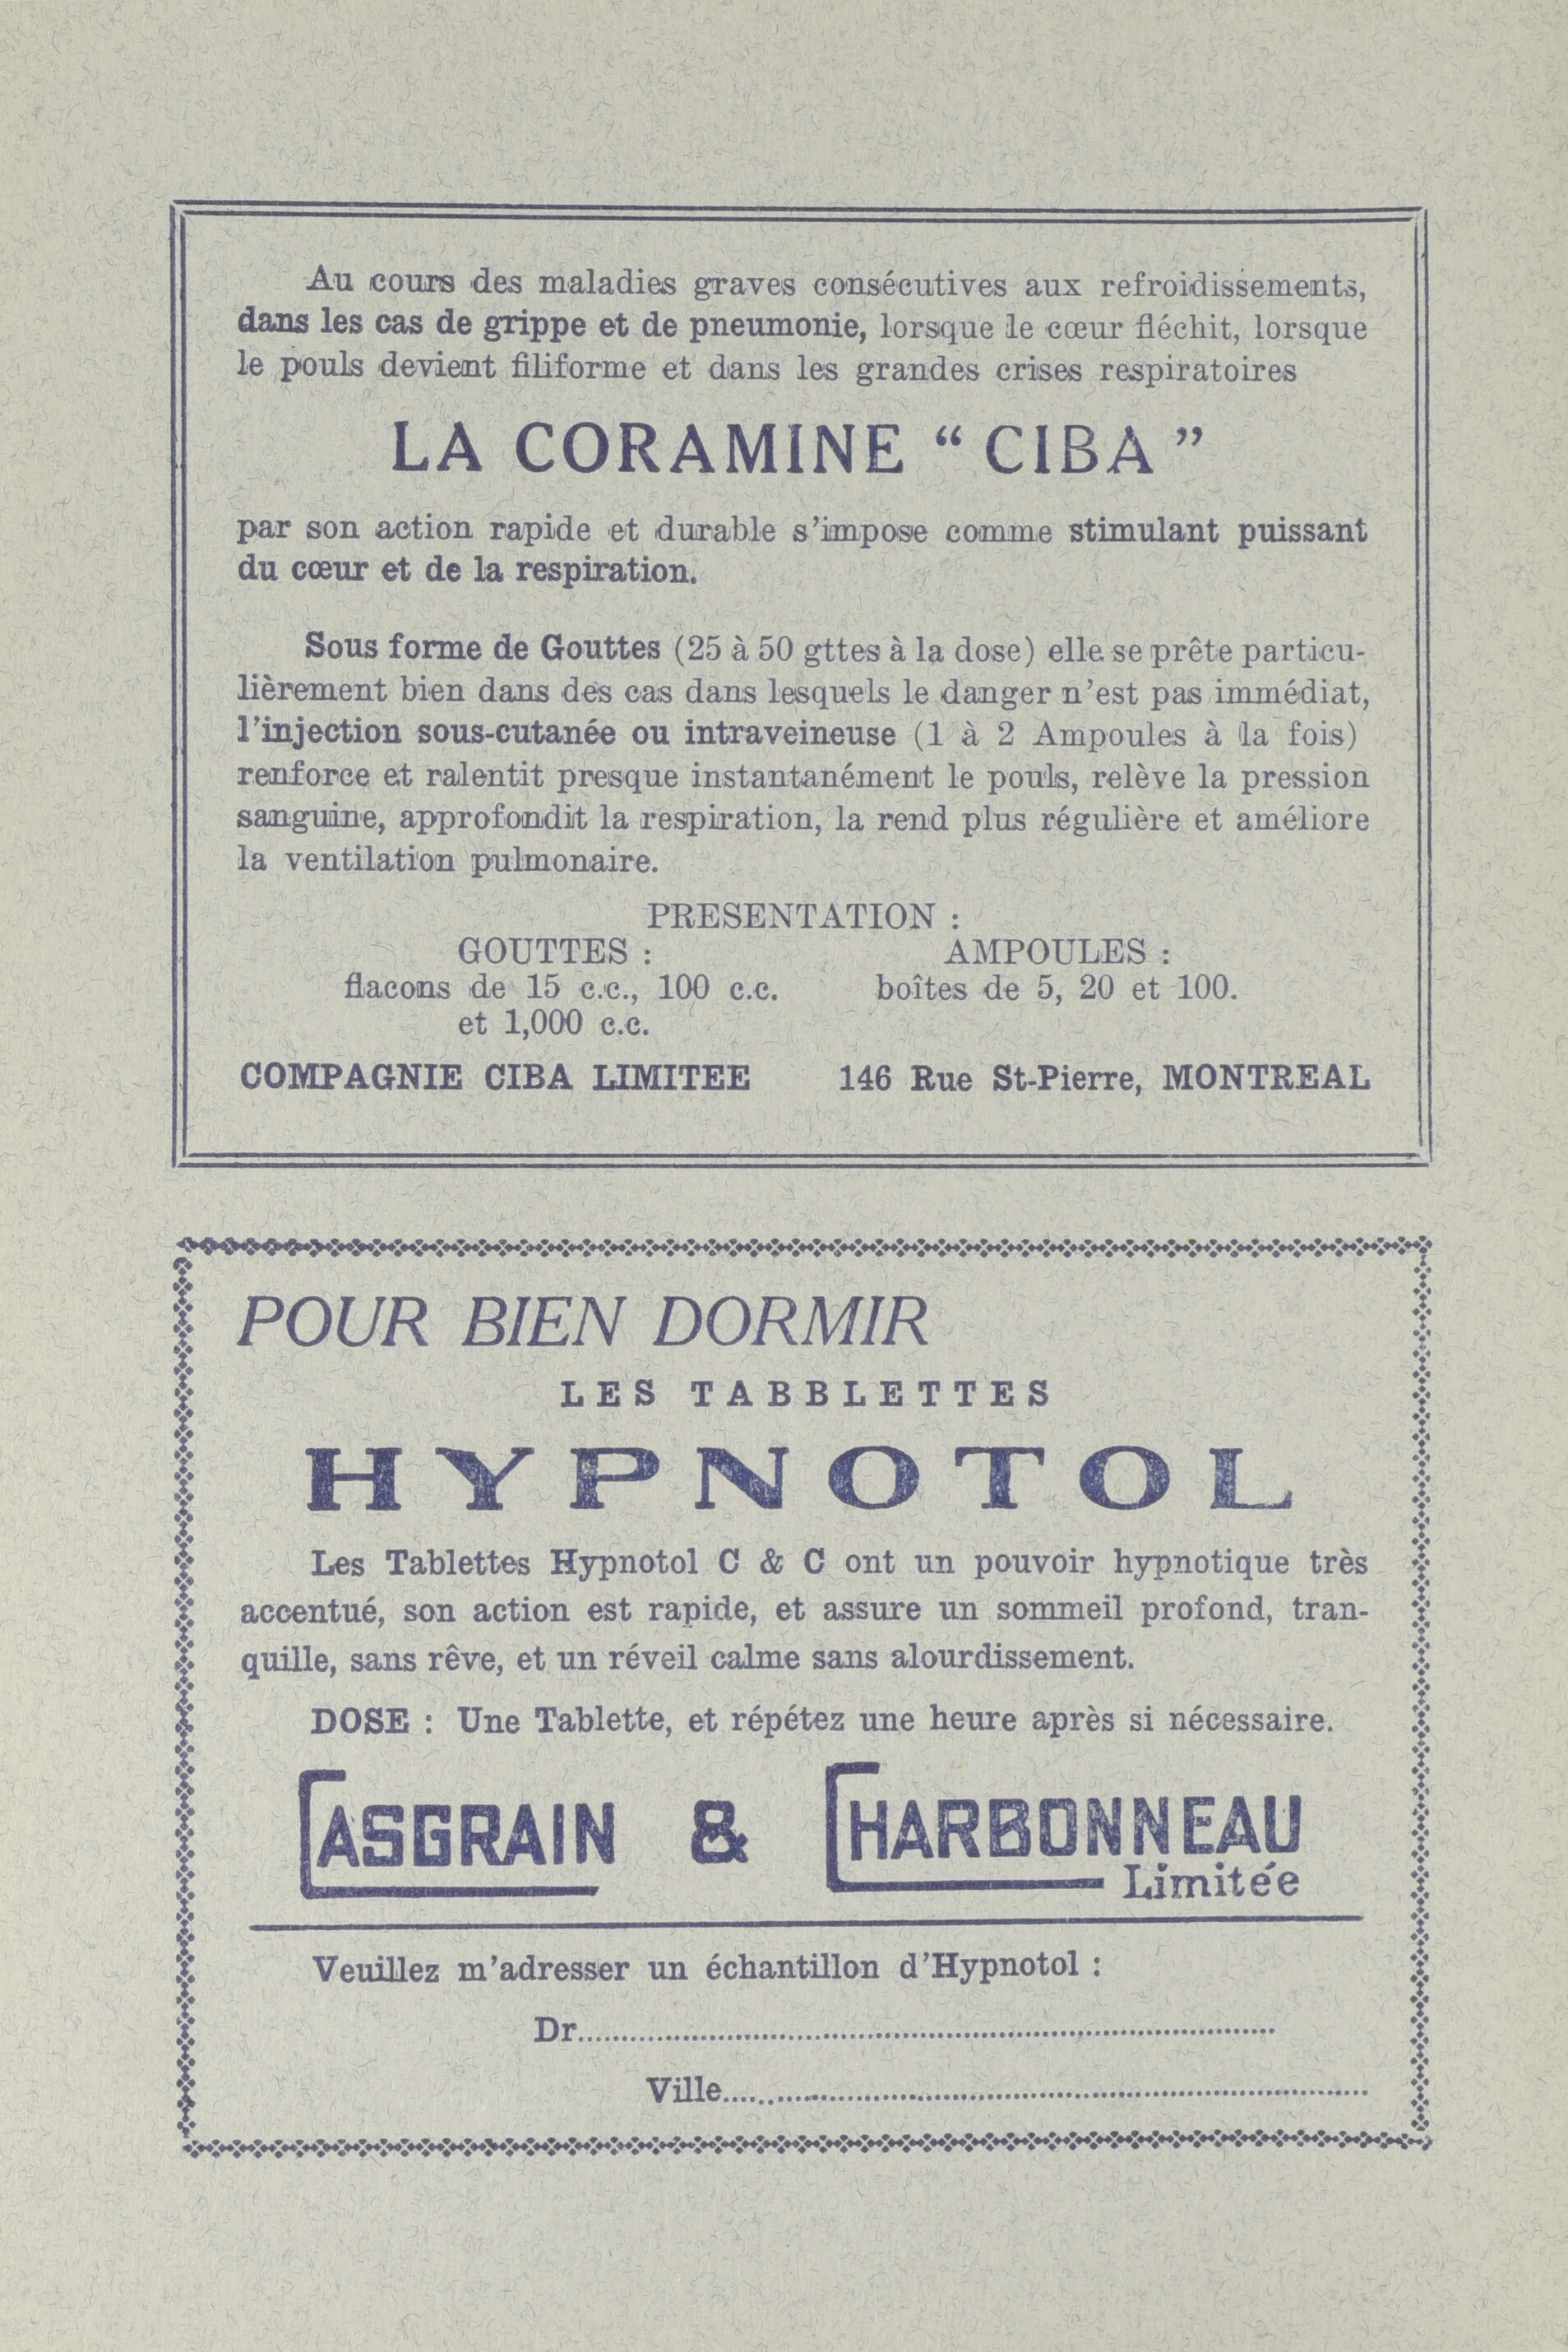 Au cours des maladies graves consécutives aux refroidissements,
dans les cas de grippe et de pneumonie, lorsque le cœur fléchit, lorsque
le pouls devient filiforme et dans les grandes crises respiratoires
LA CORAMINE “ CIBA ”
par son action rapide et durable s’impose comme stimulant puissant
du cœur et de la respiration.
Sous forme de Gouttes (25 à 50 gttes à la dose) elle se prête particu-
lièrement bien dans des cas dans lesquels le danger n’est pas immédiat,
l’injection sous-cutanée ou intraveineuse (1 à 2 Ampoules à la fois)
renforce et ralentit presque instantanément le pouls, relève la pression
sanguine, approfondit la respiration, la rend plus régulière et améliore
la ventilation pulmonaire.
PRESENTATION :
GOUTTES : AMPOULES :
flacons de 15 c.c., 100 c.c. boîtes de 5, 20 et 100.
et 1,000 c.c.
COMPAGNIE CIBA LIMITEE 146 Rue St-Pierre, MONTREAL
POUR BIEN DORMIR
LES TABBLETTES
HYPNOTOL
Les Tablettes Hypnotol C & C ont un pouvoir hypnotique très
accentué, son action est rapide, et assure un sommeil profond, tran-
quille, sans rêve, et un réveil calme sans alourdissement.
DOSE : Une Tablette, et répétez une heure après si nécessaire.
CASGRAIN & CHARBONNEAU
Limitée
Veuillez m’adresser un échantillon d’Hypnotol :
Dr..........................................................................
Ville..........................................................................